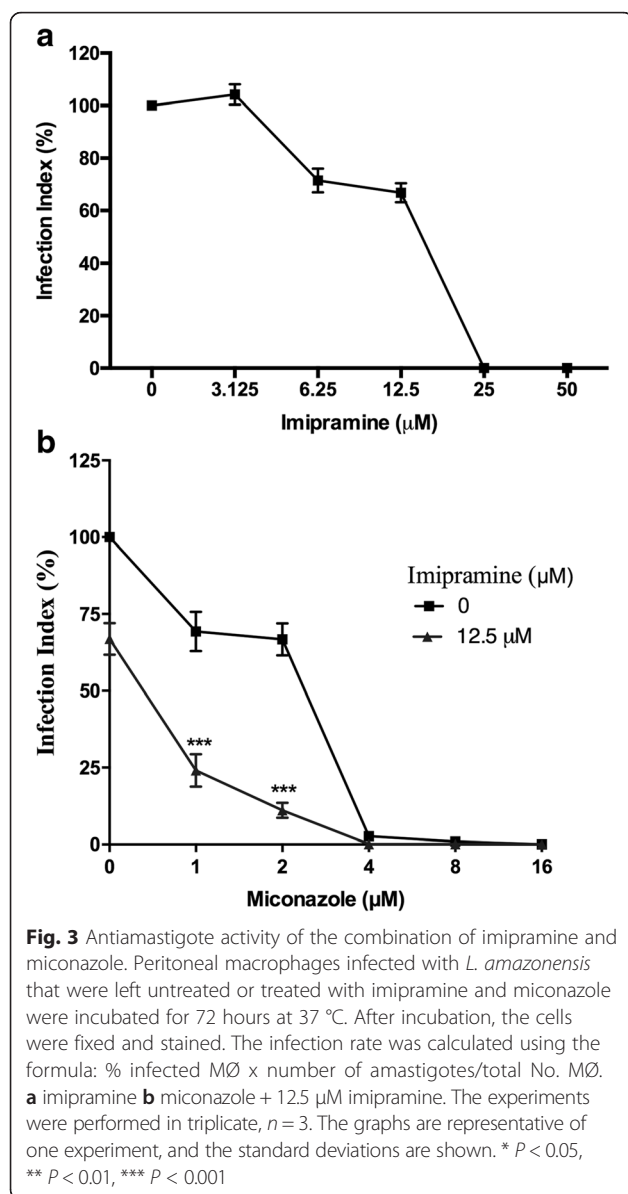 a
120
100
80
60
40
20
0
Infection Index (%)
0 3.125 6.25 12.5 25 50
Imipramine (μM)
b
125
100
75
50
25
0
Infection Index (%)
Imipramine (μM)
0
12.5 μM
***
***
0 1 2 4 8 16
Miconazole (μM)
Fig. 3 Antiamastigote activity of the combination of imipramine and
miconazole. Peritoneal macrophages infected with L. amazonensis
that were left untreated or treated with imipramine and miconazole
were incubated for 72 hours at 37 °C. After incubation, the cells
were fixed and stained. The infection rate was calculated using the
formula: % infected MØ x number of amastigotes/total No. MØ.
a imipramine b miconazole + 12.5 μM imipramine. The experiments
were performed in triplicate, n = 3. The graphs are representative of
one experiment, and the standard deviations are shown. * P < 0.05,
** P < 0.01, *** P < 0.001